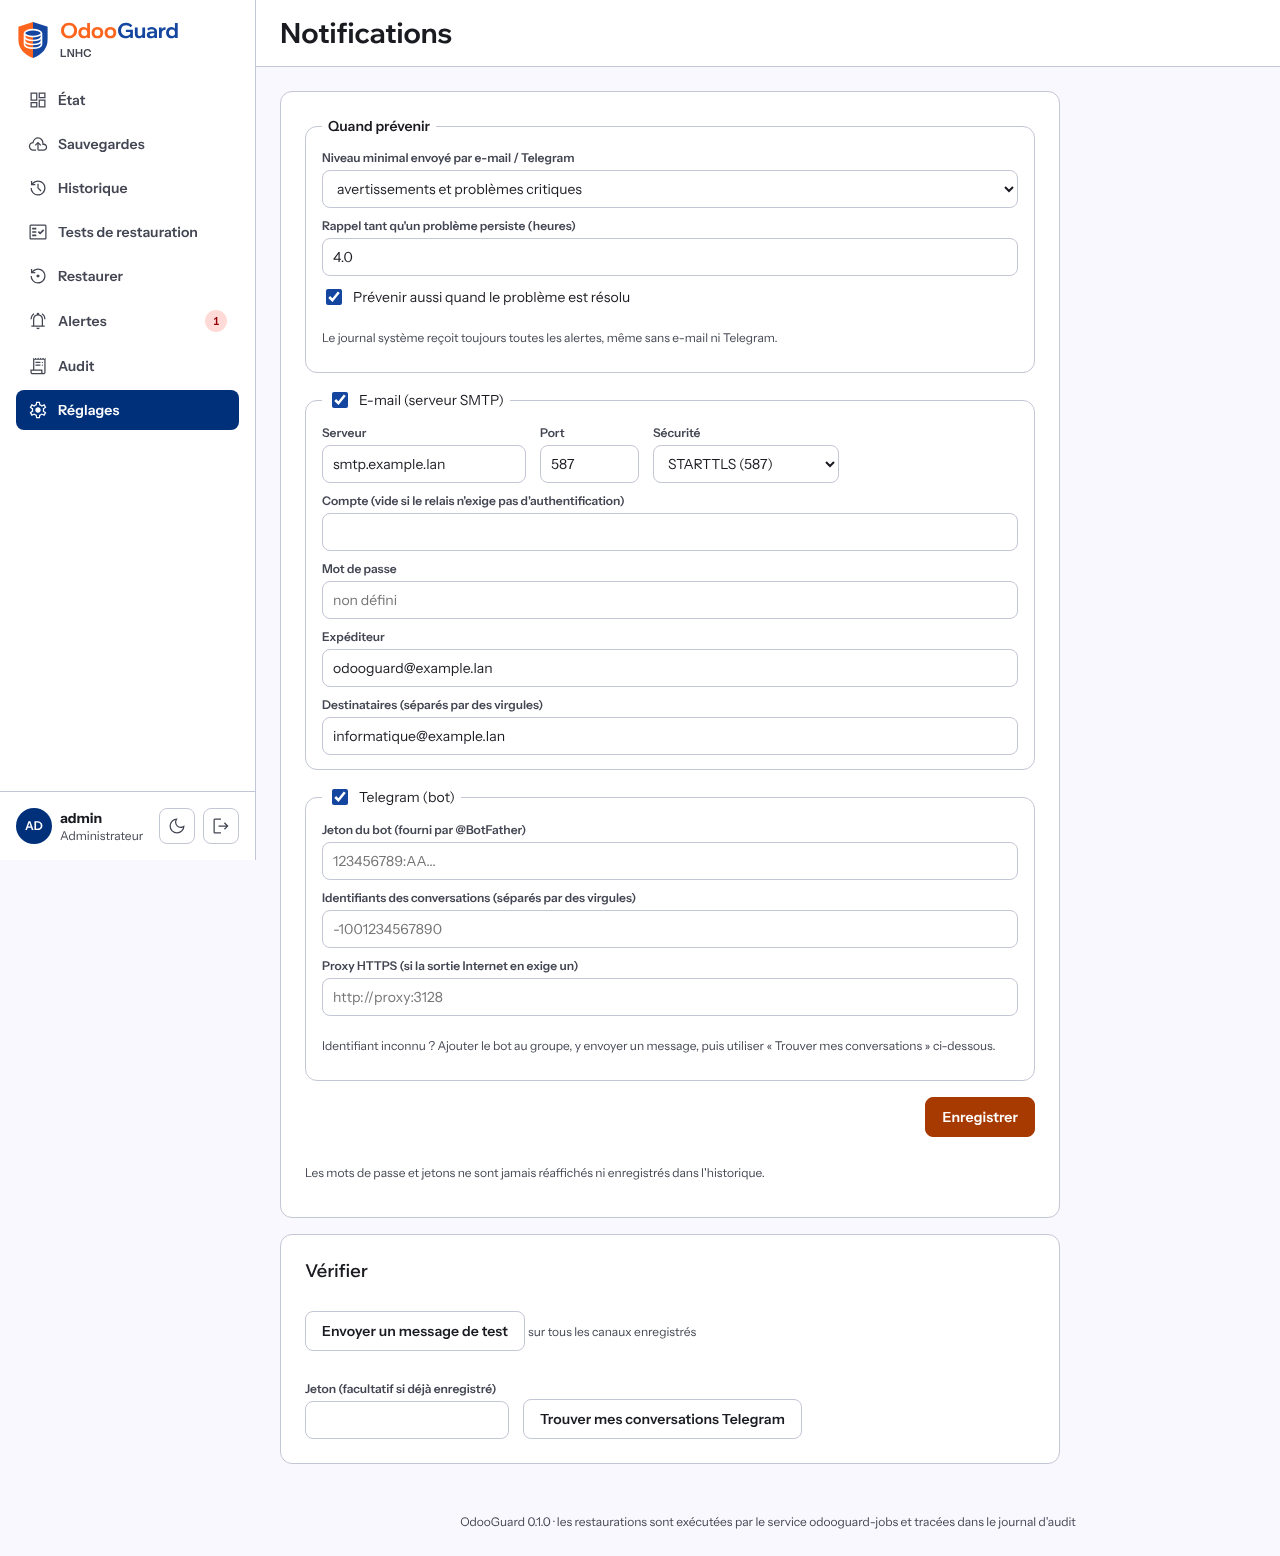 OdooGuard
LNHC
État
Sauvegardes
Historique
Tests de restauration
Restaurer
Alertes 1
Audit
Réglages
AD admin
Administrateur
Notifications
Quand prévenir
Niveau minimal envoyé par e-mail / Telegram
avertissements et problèmes critiques
Rappel tant qu'un problème persiste (heures)
4.0
Prévenir aussi quand le problème est résolu
Le journal système reçoit toujours toutes les alertes, même sans e-mail ni Telegram.
E-mail (serveur SMTP)
Serveur Port Sécurité
smtp.example.lan 587 STARTTLS (587)
Compte (vide si le relais n'exige pas d'authentification)
Mot de passe
non défini
Expéditeur
odooguard@example.lan
Destinataires (séparés par des virgules)
informatique@example.lan
Telegram (bot)
Jeton du bot (fourni par @BotFather)
123456789:AA...
Identifiants des conversations (séparés par des virgules)
-1001234567890
Proxy HTTPS (si la sortie Internet en exige un)
http://proxy:3128
Identifiant inconnu ? Ajouter le bot au groupe, y envoyer un message, puis utiliser « Trouver mes conversations » ci-dessous.
Enregistrer
Les mots de passe et jetons ne sont jamais réaffichés ni enregistrés dans l'historique.
Vérifier
Envoyer un message de test sur tous les canaux enregistrés
Jeton (facultatif si déjà enregistré)
Trouver mes conversations Telegram
OdooGuard 0.1.0 · les restaurations sont exécutées par le service odooguard-jobs et tracées dans le journal d'audit